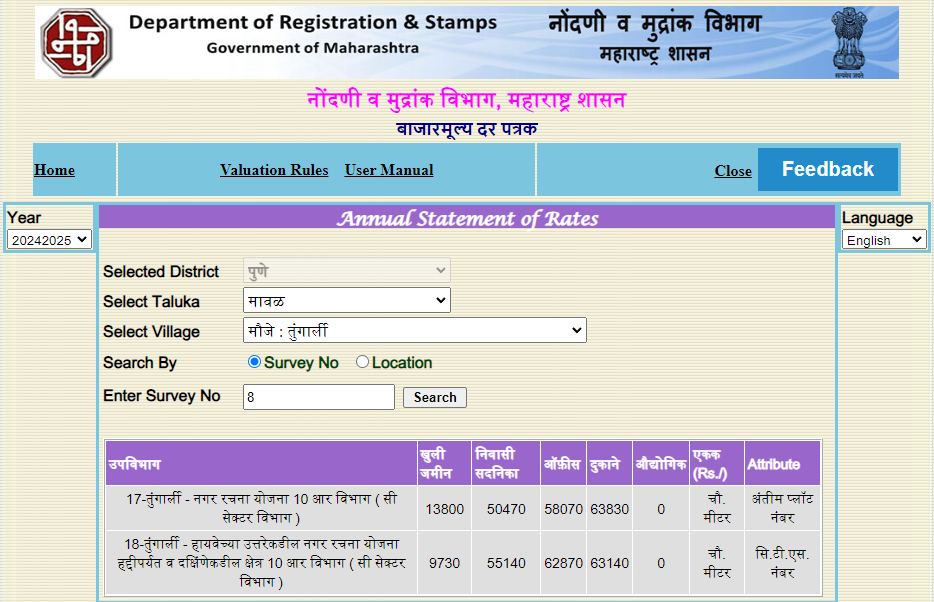 Department of Registration & Stamps
Government of Maharashtra
नोंदणी व मुद्रांक विभाग
महाराष्ट्र शासन
सत्यमेव जयते
नोंदणी व मुद्रांक विभाग, महाराष्ट्र शासन
बाजारमूल्य दर पत्रक
Home Valuation Rules User Manual Close Feedback
Year Annual Statement of Rates Language
20242025 English
Selected District पुणे
Select Taluka मावळ
Select Village मौजे : तुंगार्ली
Search By Survey No Location
Enter Survey No 8 Search
उपविभाग खुली जमीन निवासी सदनिका ऑफ़ीस दुकाने औद्योगिक एकक (Rs./) Attribute
17-तुंगार्ली - नगर रचना योजना 10 आर विभाग ( सी सेक्टर विभाग ) 13800 50470 58070 63830 0 चौ. मीटर अंतीम प्लॉट नंबर
18-तुंगार्ली - हायवेच्या उत्तरेकडील नगर रचना योजना हद्दीपर्यत व दक्षिंणेकडील क्षेत्र 10 आर विभाग ( सी सेक्टर विभाग ) 9730 55140 62870 63140 0 चौ. मीटर सि.टी.एस. नंबर